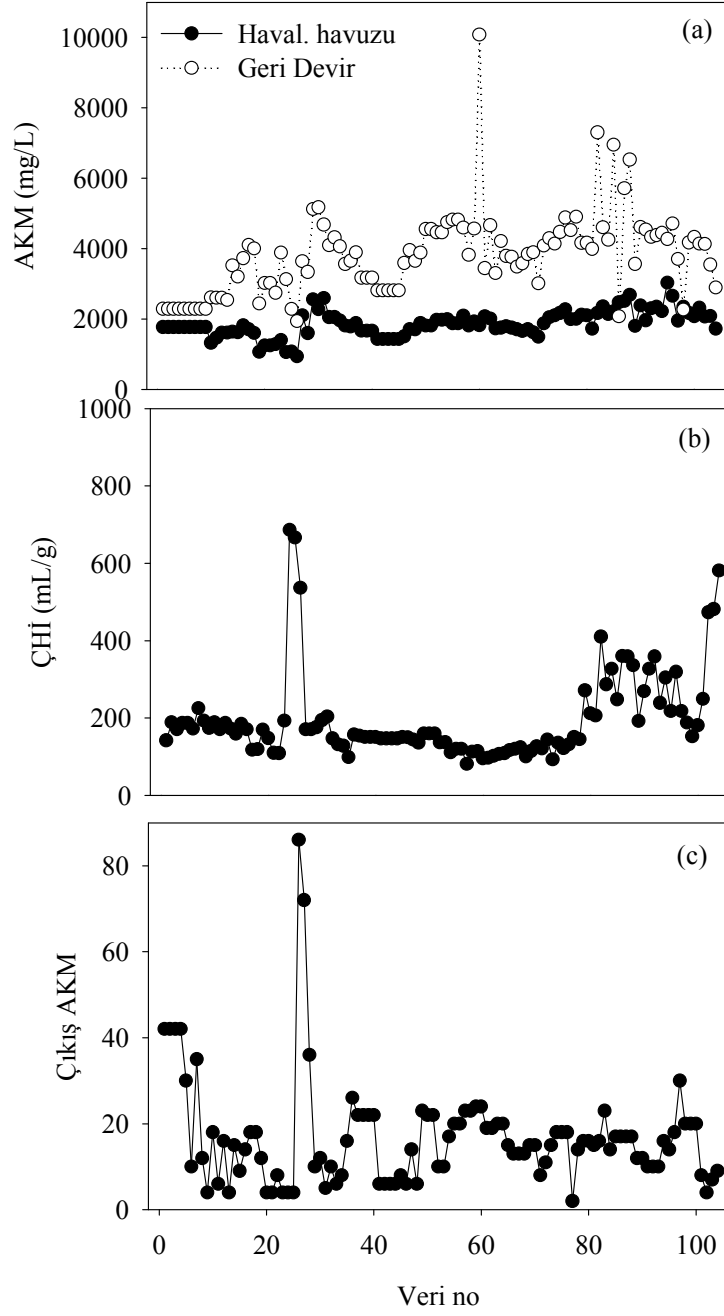 (a)
Haval. havuzu
Geri Devir
AKM (mg/L)
10000
8000
6000
4000
2000
0
(b)
ÇHİ (mL/g)
1000
800
600
400
200
0
(c)
Çıkış AKM
80
60
40
20
0
0 20 40 60 80 100
Veri no